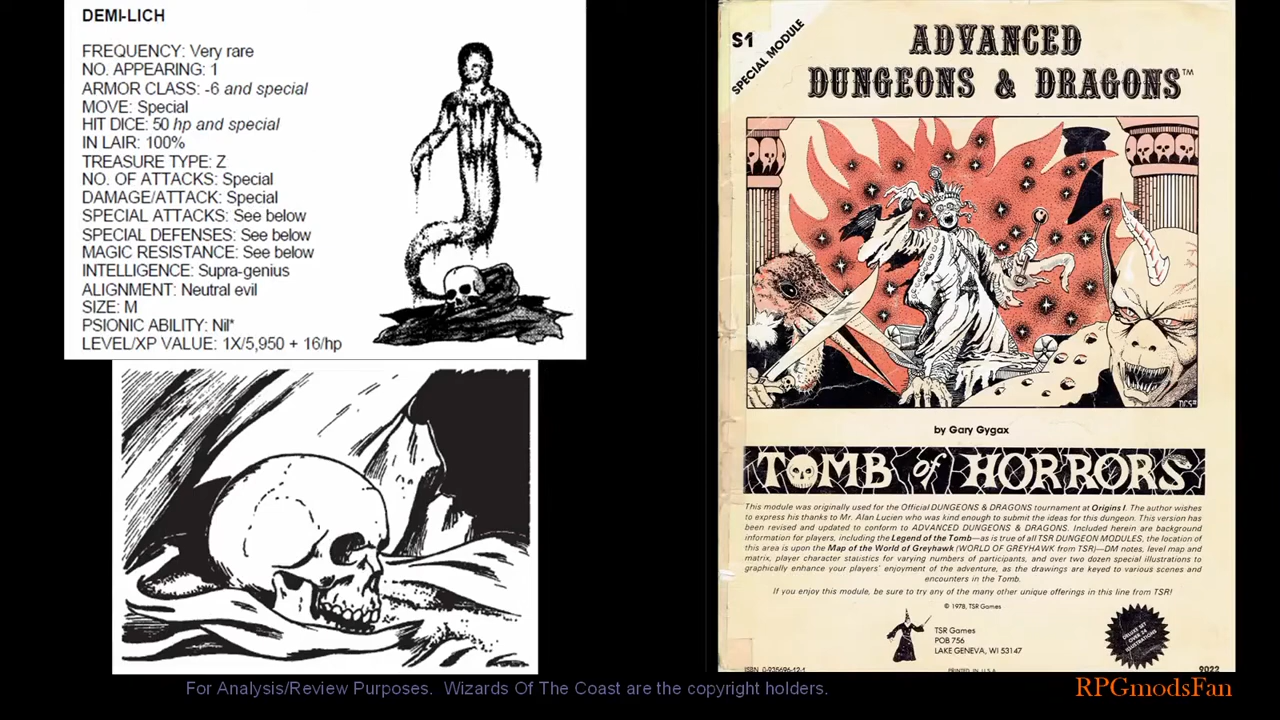 DEMI-LICH
FREQUENCY: Very rare
NO. APPEARING: 1
ARMOR CLASS: -6 and special
MOVE: Special
HIT DICE: 50 hp and special
IN LAIR: 100%
TREASURE TYPE: Z
NO. OF ATTACKS: Special
DAMAGE/ATTACK: Special
SPECIAL ATTACKS: See below
SPECIAL DEFENSES: See below
MAGIC RESISTANCE: See below
INTELLIGENCE: Supra-genius
ALIGNMENT: Neutral evil
SIZE: M
PSIONIC ABILITY: Nil*
LEVEL/XP VALUE: 1X/5,950 + 16/hp
S1
SPECIAL MODULE
ADVANCED
DUNGEONS & DRAGONS™
by Gary Gygax
TOMB of HORRORS
This module was originally used for the Official DUNGEONS & DRAGONS tournament at Origins I. The author wishes
to express his thanks to Mr. Alan Lucien who was kind enough to submit the ideas for this dungeon. This version has
been revised and updated to conform to ADVANCED DUNGEONS & DRAGONS. Included herein are background
information for players, including the Legend of the Tomb—as is true of all TSR DUNGEON MODULES, the location of
this area is upon the Map of the World of Greyhawk (WORLD OF GREYHAWK from TSR)—DM notes, level map and
matrix, player character statistics for varying numbers of participants, and over two dozen special illustrations to
graphically enhance your players' enjoyment of the adventure, as the drawings are keyed to various scenes and
encounters in the Tomb.
If you enjoy this module, be sure to try any of the many other unique offerings in this line from TSR!
© 1978, TSR Games
TSR Games
POB 756
LAKE GENEVA, WI 53147
DELUXE SET
OVER 24
ILLUSTRATIONS
ISBN 0-935696-12-1
PRINTED IN U.S.A.
9022
For Analysis/Review Purposes. Wizards Of The Coast are the copyright holders.
RPGmodsFan